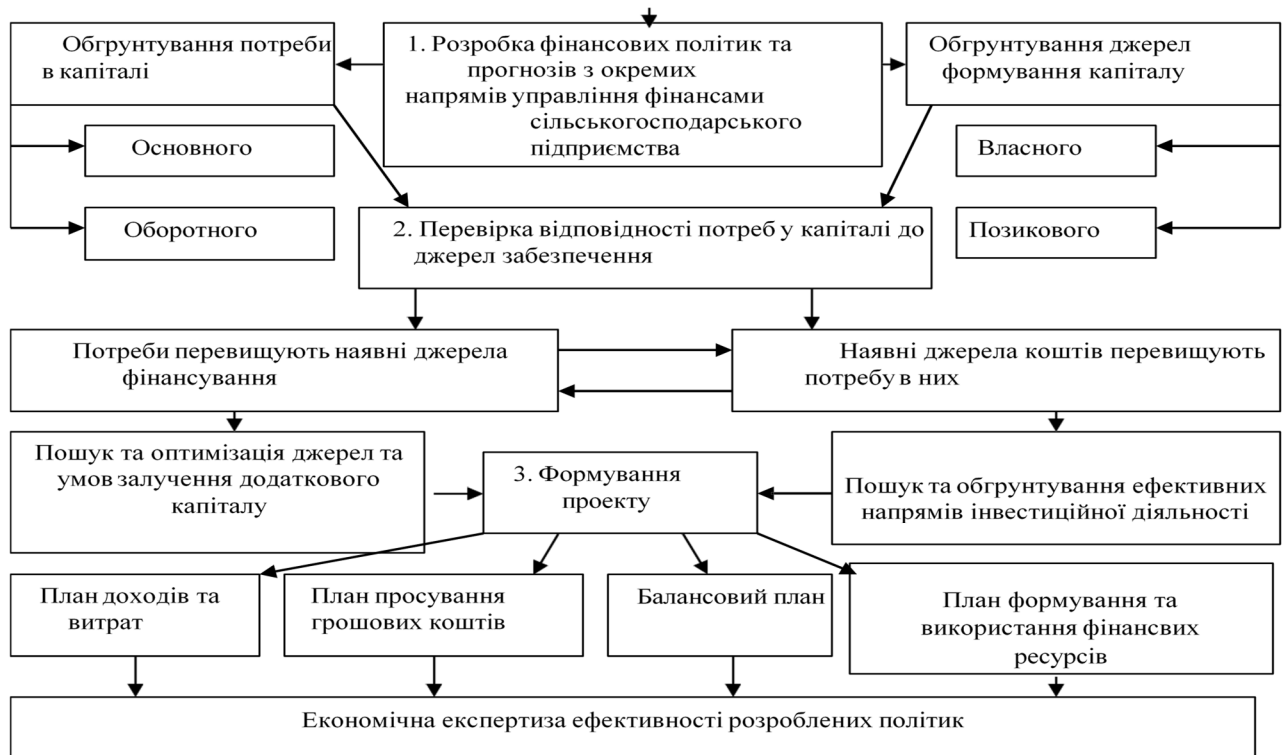 Обгрунтування потреби
в капіталі
1. Розробка фінансових політик та
прогнозів з окремих
напрямів управління фінансами
сільськогосподарського
підприємства
Обгрунтування джерел
формування капіталу
Основного
Власного
Оборотного
2. Перевірка відповідності потреб у капіталі до
джерел забезпечення
Позикового
Потреби перевищують наявні джерела
фінансування
Наявні джерела коштів перевищують
потребу в них
Пошук та оптимізація джерел та
умов залучення додаткового
капіталу
3. Формування
проекту
Пошук та обгрунтування ефективних
напрямів інвестиційної діяльності
План доходів та
витрат
План просування
грошових коштів
Балансовий план
План формування та
використання фінансвих
ресурсів
Економічна експертиза ефективності розроблених політик